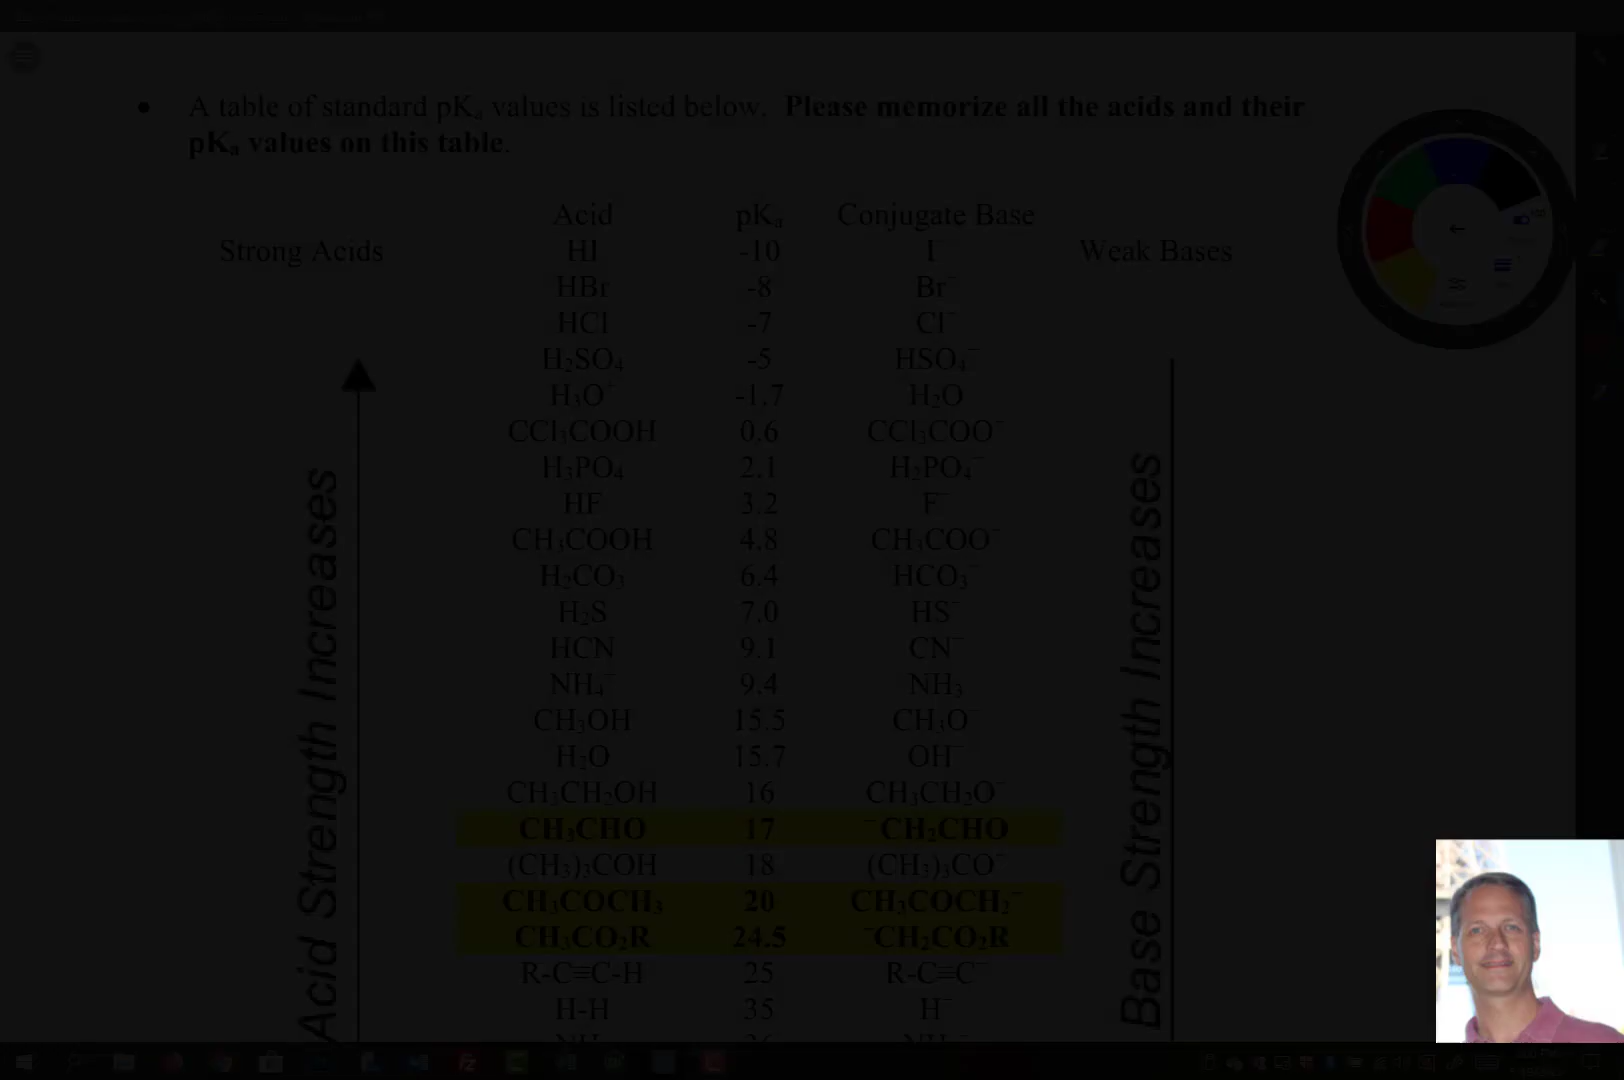 • A table of standard pKₐ values is listed below. Please memorize all the acids and their
pKₐ values on this table.
Acid pKₐ Conjugate Base
Strong Acids HI -10 I⁻ Weak Bases
HBr -8 Br⁻
HCl -7 Cl⁻
H₂SO₄ -5 HSO₄⁻
H₃O⁺ -1.7 H₂O
CCl₃COOH 0.6 CCl₃COO⁻
H₃PO₄ 2.1 H₂PO₄⁻
HF 3.2 F⁻
CH₃COOH 4.8 CH₃COO⁻
H₂CO₃ 6.4 HCO₃⁻
H₂S 7.0 HS⁻
HCN 9.1 CN⁻
NH₄⁻ 9.4 NH₃
CH₃OH 15.5 CH₃O⁻
H₂O 15.7 OH⁻
CH₃CH₂OH 16 CH₃CH₂O⁻
CH₃CHO 17 ⁻CH₂CHO
(CH₃)₃COH 18 (CH₃)₃CO⁻
CH₃COCH₃ 20 CH₃COCH₂⁻
CH₃CO₂R 24.5 ⁻CH₂CO₂R
R-C≡C-H 25 R-C≡C⁻
H-H 35 H⁻
Acid Strength Increases
Base Strength Increases